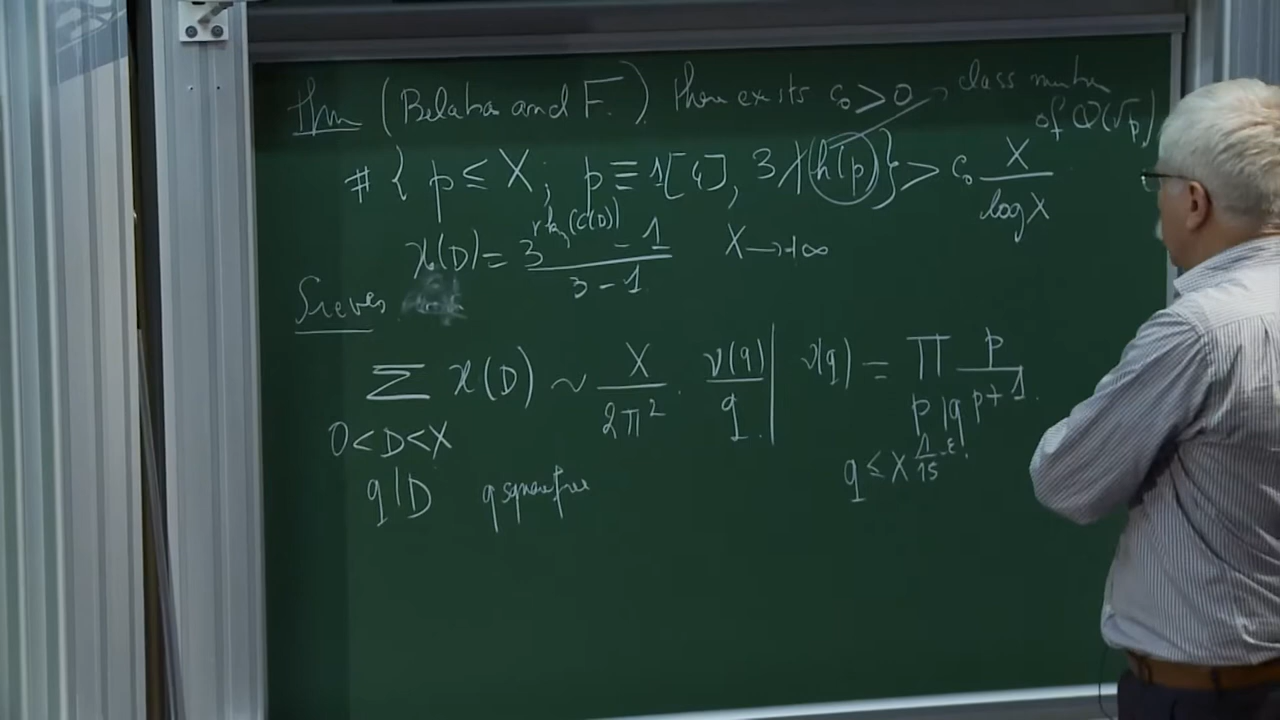 Thm (Belabas and F.) there exists c₀ > 0 → class number
of ℚ(√p)
# { p ≤ X ; p ≡ 1[4], 3 ∤ h(p) } > c₀ X / log X
ϰ(D) = (3^{rk₃(C(D))} - 1) / (3 - 1) X → +∞
Sieves
∑ ϰ(D) ~ X / 2π² · ν(q) / q | ν(q) = ∏ p / (p+1)
0 < D < X p | q
q | D q squarefree q ≤ X^{1/15 - ε}